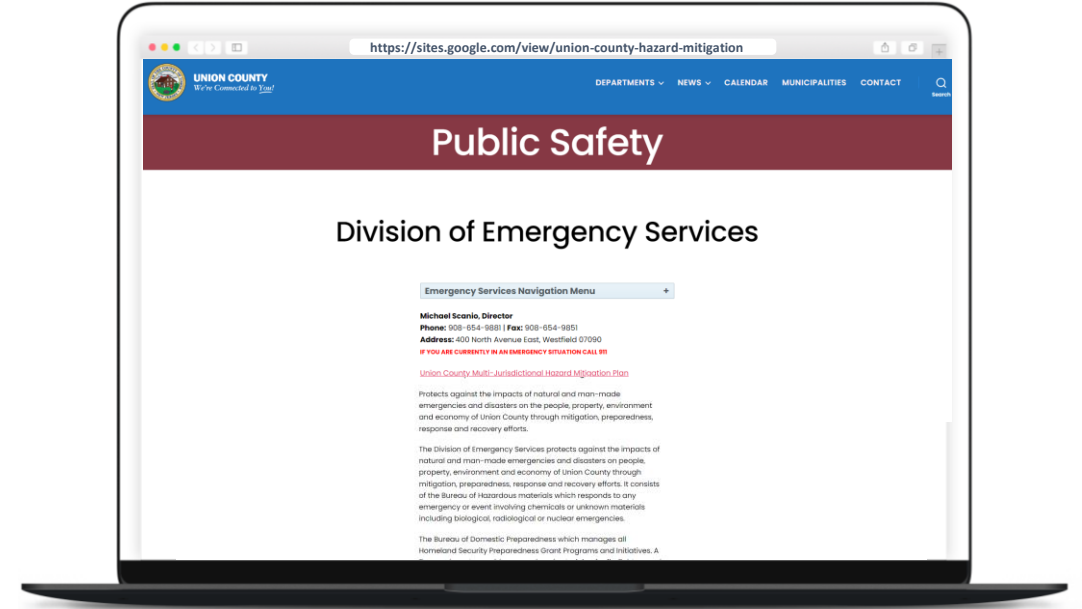 https://sites.google.com/view/union-county-hazard-mitigation
UNION COUNTY
We're Connected to You!
DEPARTMENTS NEWS CALENDAR MUNICIPALITIES CONTACT
Search
Public Safety
Division of Emergency Services
Emergency Services Navigation Menu +
Michael Scanio, Director
Phone: 908-654-9881 | Fax: 908-654-9851
Address: 400 North Avenue East, Westfield 07090
IF YOU ARE CURRENTLY IN AN EMERGENCY SITUATION CALL 911
Union County Multi-Jurisdictional Hazard Mitigation Plan
Protects against the impacts of natural and man-made
emergencies and disasters on the people, property, environment
and economy of Union County through mitigation, preparedness,
response and recovery efforts.
The Division of Emergency Services protects against the impacts of
natural and man-made emergencies and disasters on people,
property, environment and economy of Union County through
mitigation, preparedness, response and recovery efforts. It consists
of the Bureau of Hazardous materials which responds to any
emergency or event involving chemicals or unknown materials
including biological, radiological or nuclear emergencies.
The Bureau of Domestic Preparedness which manages all
Homeland Security Preparedness Grant Programs and Initiatives. A